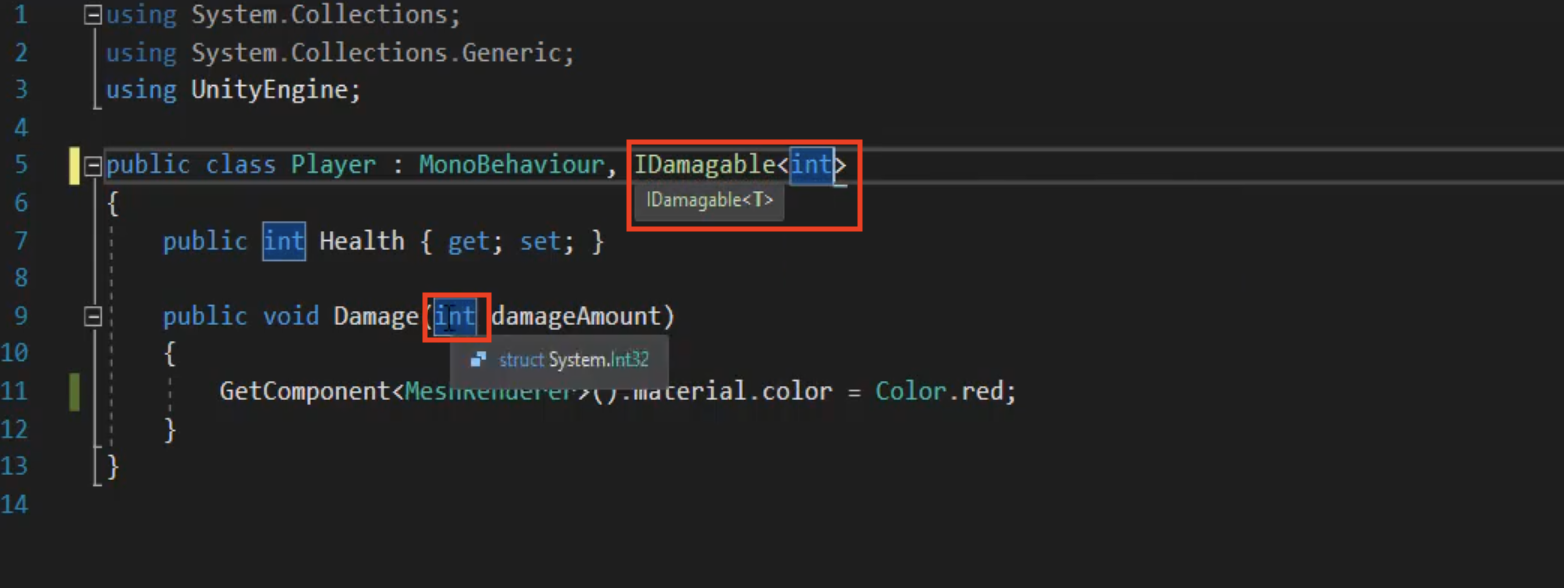 1 using System.Collections;
2 using System.Collections.Generic;
3 using UnityEngine;
4
5 public class Player : MonoBehaviour, IDamagable<int>
IDamagable<T>
6 {
7 public int Health { get; set; }
8
9 public void Damage(int damageAmount)
struct System.Int32
10 {
11 GetComponent<MeshRenderer>().material.color = Color.red;
12 }
13 }
14